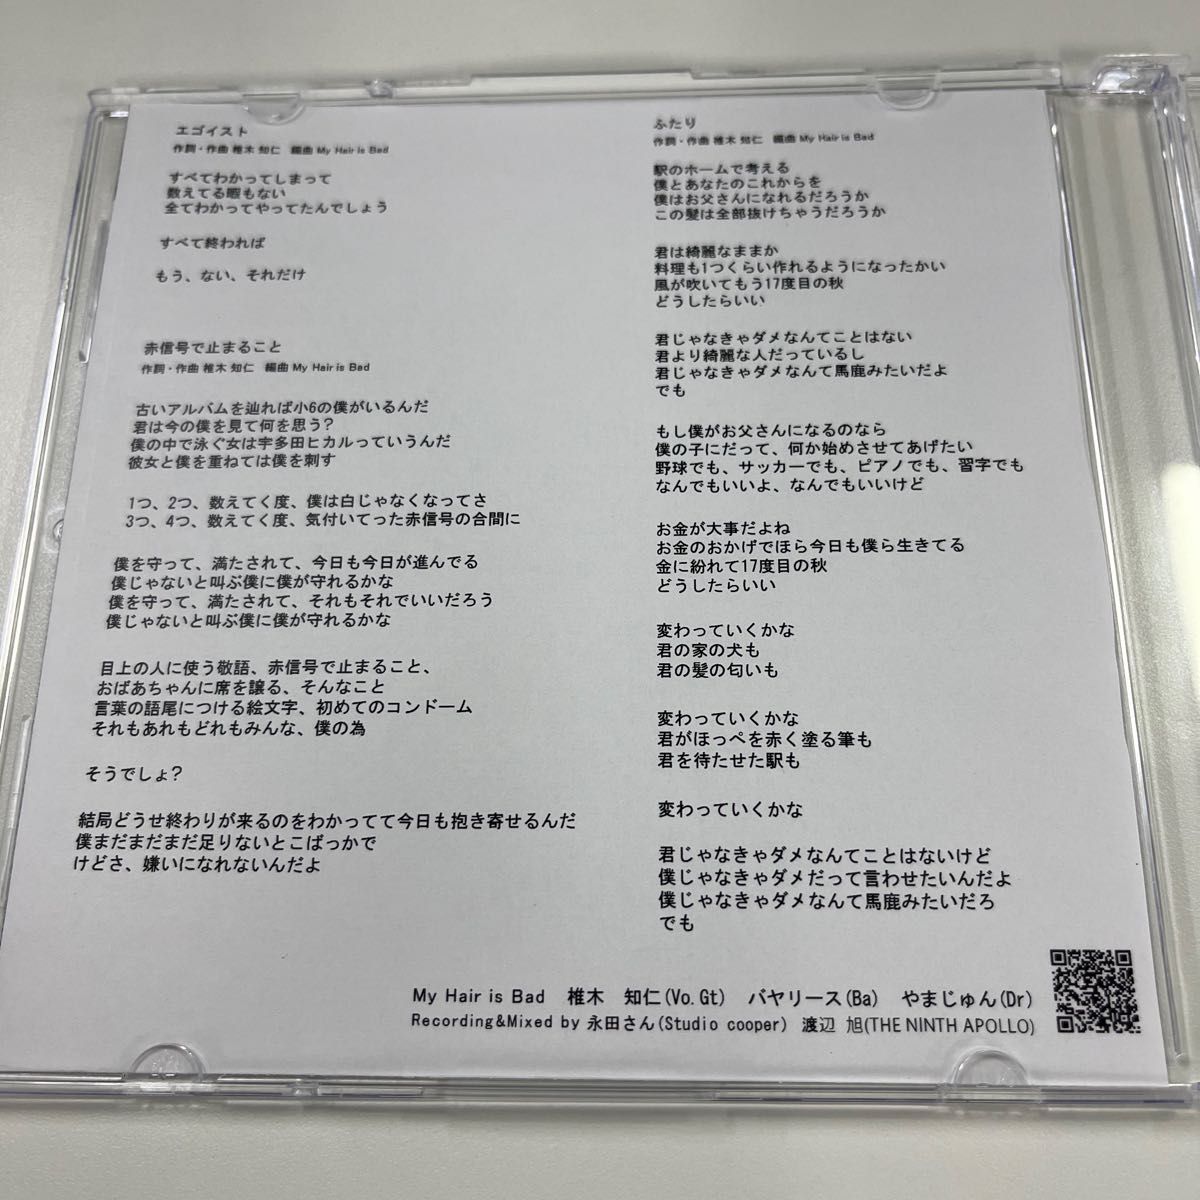 エゴイスト
作詞・作曲 椎木 知仁　編曲 My Hair is Bad
すべてわかってしまって
数えてる暇もない
全てわかってやってたんでしょう
すべて終われば
もう、ない、それだけ
赤信号で止まること
作詞・作曲 椎木 知仁　編曲 My Hair is Bad
古いアルバムを辿れば小6の僕がいるんだ
君は今の僕を見て何を思う?
僕の中で泳ぐ女は宇多田ヒカルっていうんだ
彼女と僕を重ねては僕を刺す
1つ、2つ、数えてく度、僕は白じゃなくなってさ
3つ、4つ、数えてく度、気付いてった赤信号の合間に
僕を守って、満たされて、今日も今日が進んでる
僕じゃないと叫ぶ僕に僕が守れるかな
僕を守って、満たされて、それもそれでいいだろう
僕じゃないと叫ぶ僕に僕が守れるかな
目上の人に使う敬語、赤信号で止まること、
おばあちゃんに席を譲る、そんなこと
言葉の語尾につける絵文字、初めてのコンドーム
それもあれもどれもみんな、僕の為
そうでしょ?
結局どうせ終わりが来るのをわかってて今日も抱き寄せるんだ
僕まだまだまだ足りないとこばっかで
けどさ、嫌いになれないんだよ
ふたり
作詞・作曲 椎木 知仁　編曲 My Hair is Bad
駅のホームで考える
僕とあなたのこれからを
僕はお父さんになれるだろうか
この髪は全部抜けちゃうだろうか
君は綺麗なままか
料理も1つくらい作れるようになったかい
風が吹いてもう17度目の秋
どうしたらいい
君じゃなきゃダメなんてことはない
君より綺麗な人だっているし
君じゃなきゃダメなんて馬鹿みたいだよ
でも
もし僕がお父さんになるのなら
僕の子にだって、何か始めさせてあげたい
野球でも、サッカーでも、ピアノでも、習字でも
なんでもいいよ、なんでもいいけど
お金が大事だよね
お金のおかげでほら今日も僕ら生きてる
金に紛れて17度目の秋
どうしたらいい
変わっていくかな
君の家の犬も
君の髪の匂いも
変わっていくかな
君がほっぺを赤く塗る筆も
君を待たせた駅も
変わっていくかな
君じゃなきゃダメなんてことはないけど
僕じゃなきゃダメだって言わせたいんだよ
僕じゃなきゃダメなんて馬鹿みたいだろ
でも
My Hair is Bad　椎木　知仁(Vo.Gt)　バヤリース(Ba)　やまじゅん(Dr)
Recording&Mixed by 永田さん(Studio cooper)　渡辺 旭(THE NINTH APOLLO)